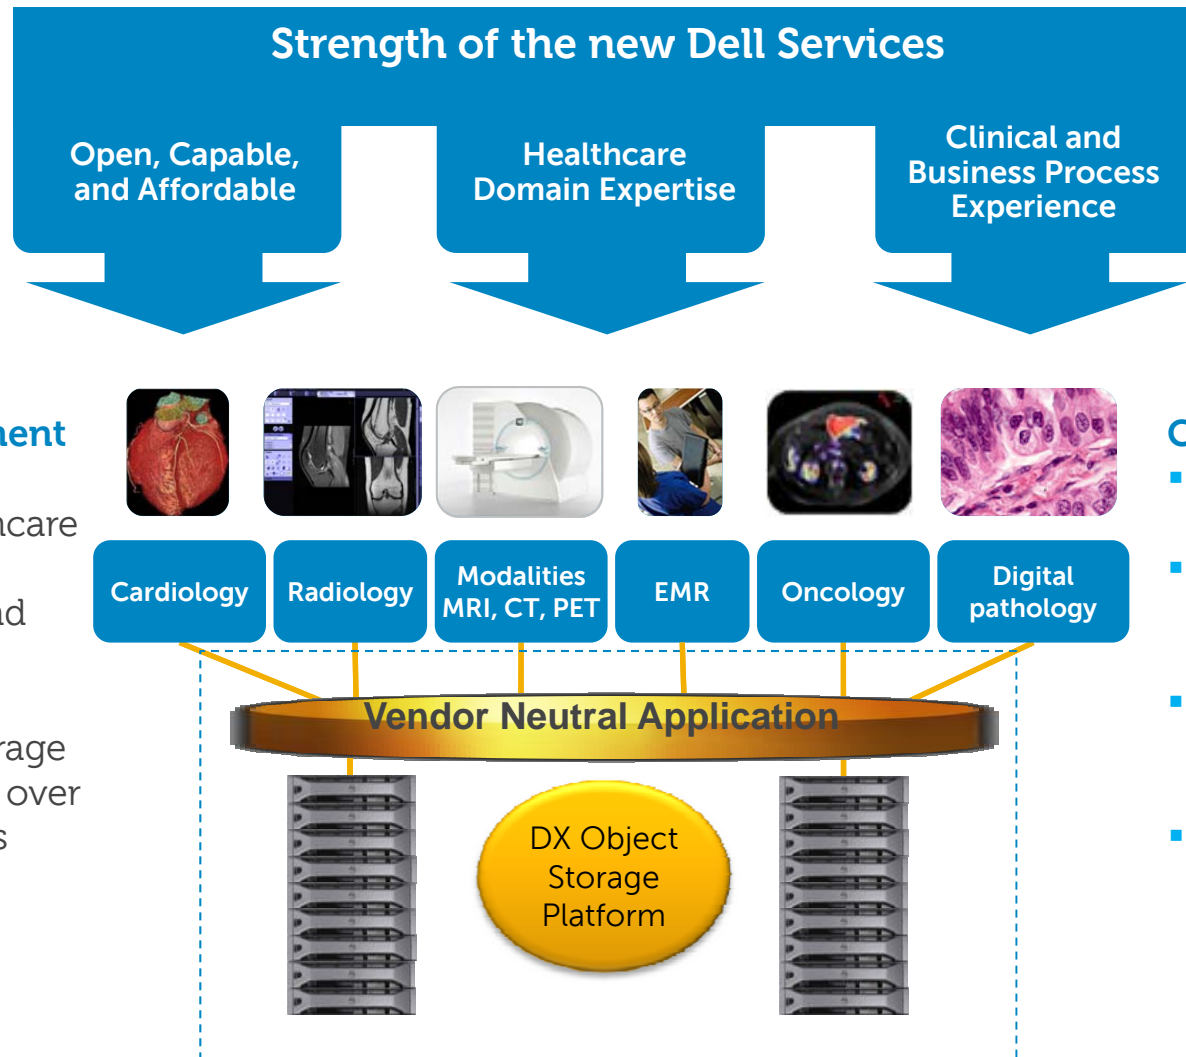 Strength of the new Dell Services
Open, Capable,
and Affordable
Healthcare
Domain Expertise
Clinical and
Business Process
Experience
Cardiology
Radiology
Modalities
MRI, CT, PET
EMR
Oncology
Digital
pathology
Vendor Neutral Application
DX Object
Storage
Platform
over